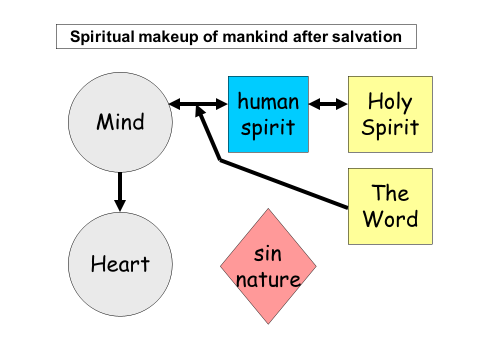 Spiritual makeup of mankind after salvation
Mind
human
spirit
Holy
Spirit
The
Word
Heart
sin
nature